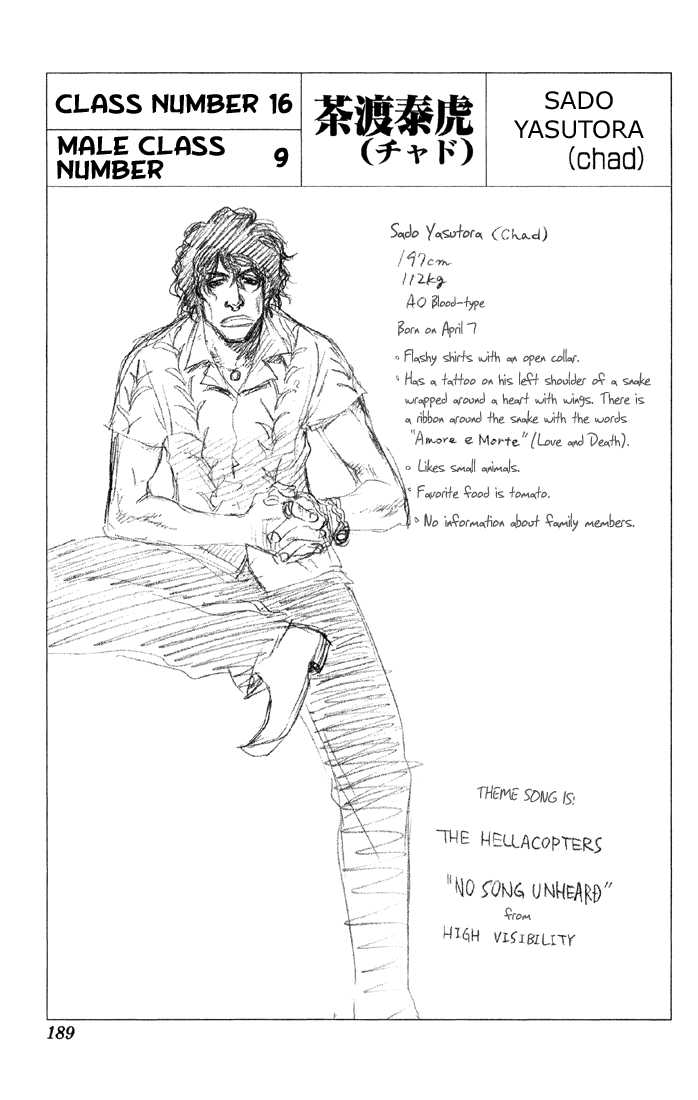 CLASS NUMBER 16
MALE CLASS NUMBER 9
茶渡泰虎
(チャド)
SADO
YASUTORA
(chad)
Sado Yasutora (Chad)
197cm
112kg
AO Blood-type
Born on April 7
• Flashy shirts with an open collar.
• Has a tattoo on his left shoulder of a snake
wrapped around a heart with wings. There is
a ribbon around the snake with the words
"Amore e Morte" (Love and Death).
• Likes small animals.
• Favorite food is tomato.
• No information about family members.
THEME SONG IS:
THE HELLACOPTERS
"NO SONG UNHEARD"
from
HIGH VISIBILITY
189